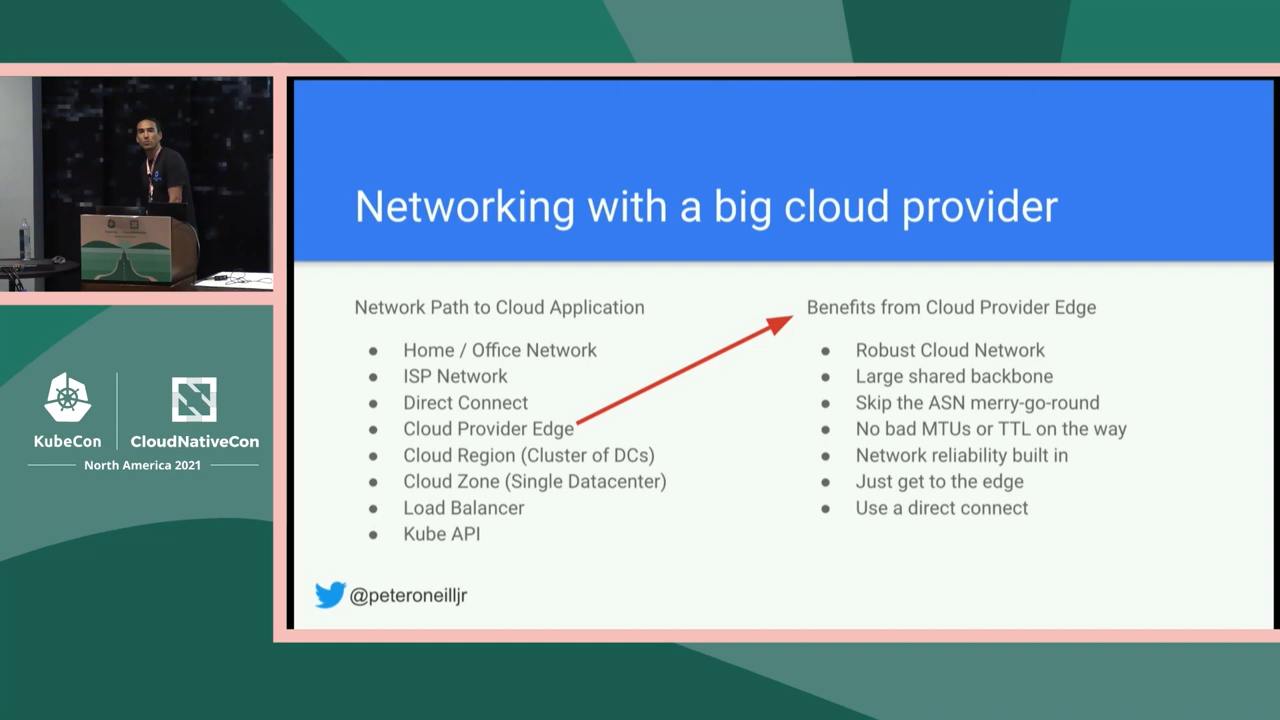 Networking with a big cloud provider
Network Path to Cloud Application
● Home / Office Network
● ISP Network
● Direct Connect
● Cloud Provider Edge
● Cloud Region (Cluster of DCs)
● Cloud Zone (Single Datacenter)
● Load Balancer
● Kube API
Benefits from Cloud Provider Edge
● Robust Cloud Network
● Large shared backbone
● Skip the ASN merry-go-round
● No bad MTUs or TTL on the way
● Network reliability built in
● Just get to the edge
● Use a direct connect
@peteroneilljr
KubeCon
CloudNativeCon
North America 2021